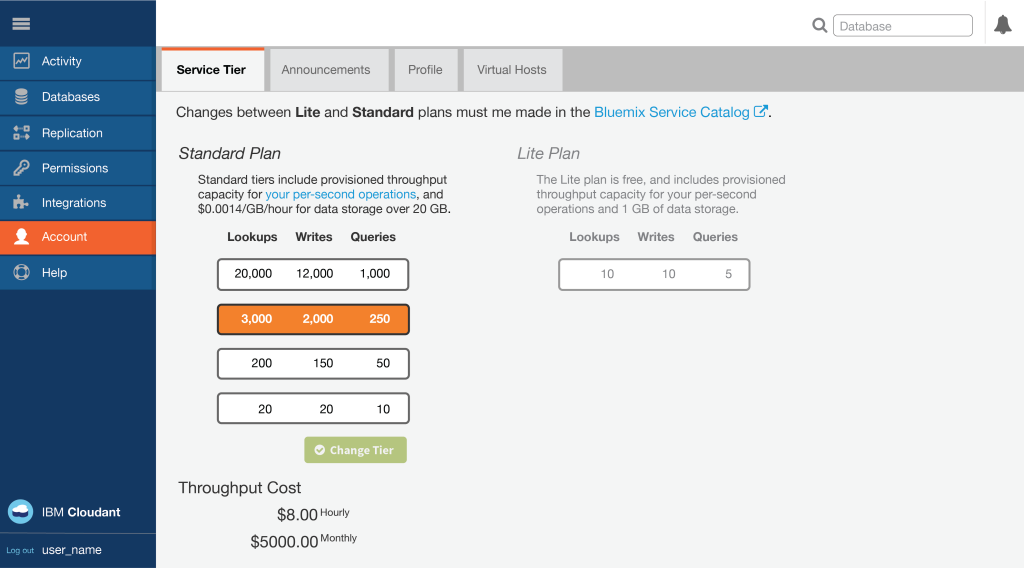 Database
Activity
Databases
Replication
Permissions
Integrations
Account
Help
IBM Cloudant
Log out user_name
Service Tier Announcements Profile Virtual Hosts
Changes between Lite and Standard plans must me made in the Bluemix Service Catalog.
Standard Plan
Standard tiers include provisioned throughput
capacity for your per-second operations, and
$0.0014/GB/hour for data storage over 20 GB.
Lookups Writes Queries
20,000 12,000 1,000
3,000 2,000 250
200 150 50
20 20 10
Change Tier
Throughput Cost
$8.00 Hourly
$5000.00 Monthly
Lite Plan
The Lite plan is free, and includes provisioned
throughput capacity for your per-second
operations and 1 GB of data storage.
Lookups Writes Queries
10 10 5